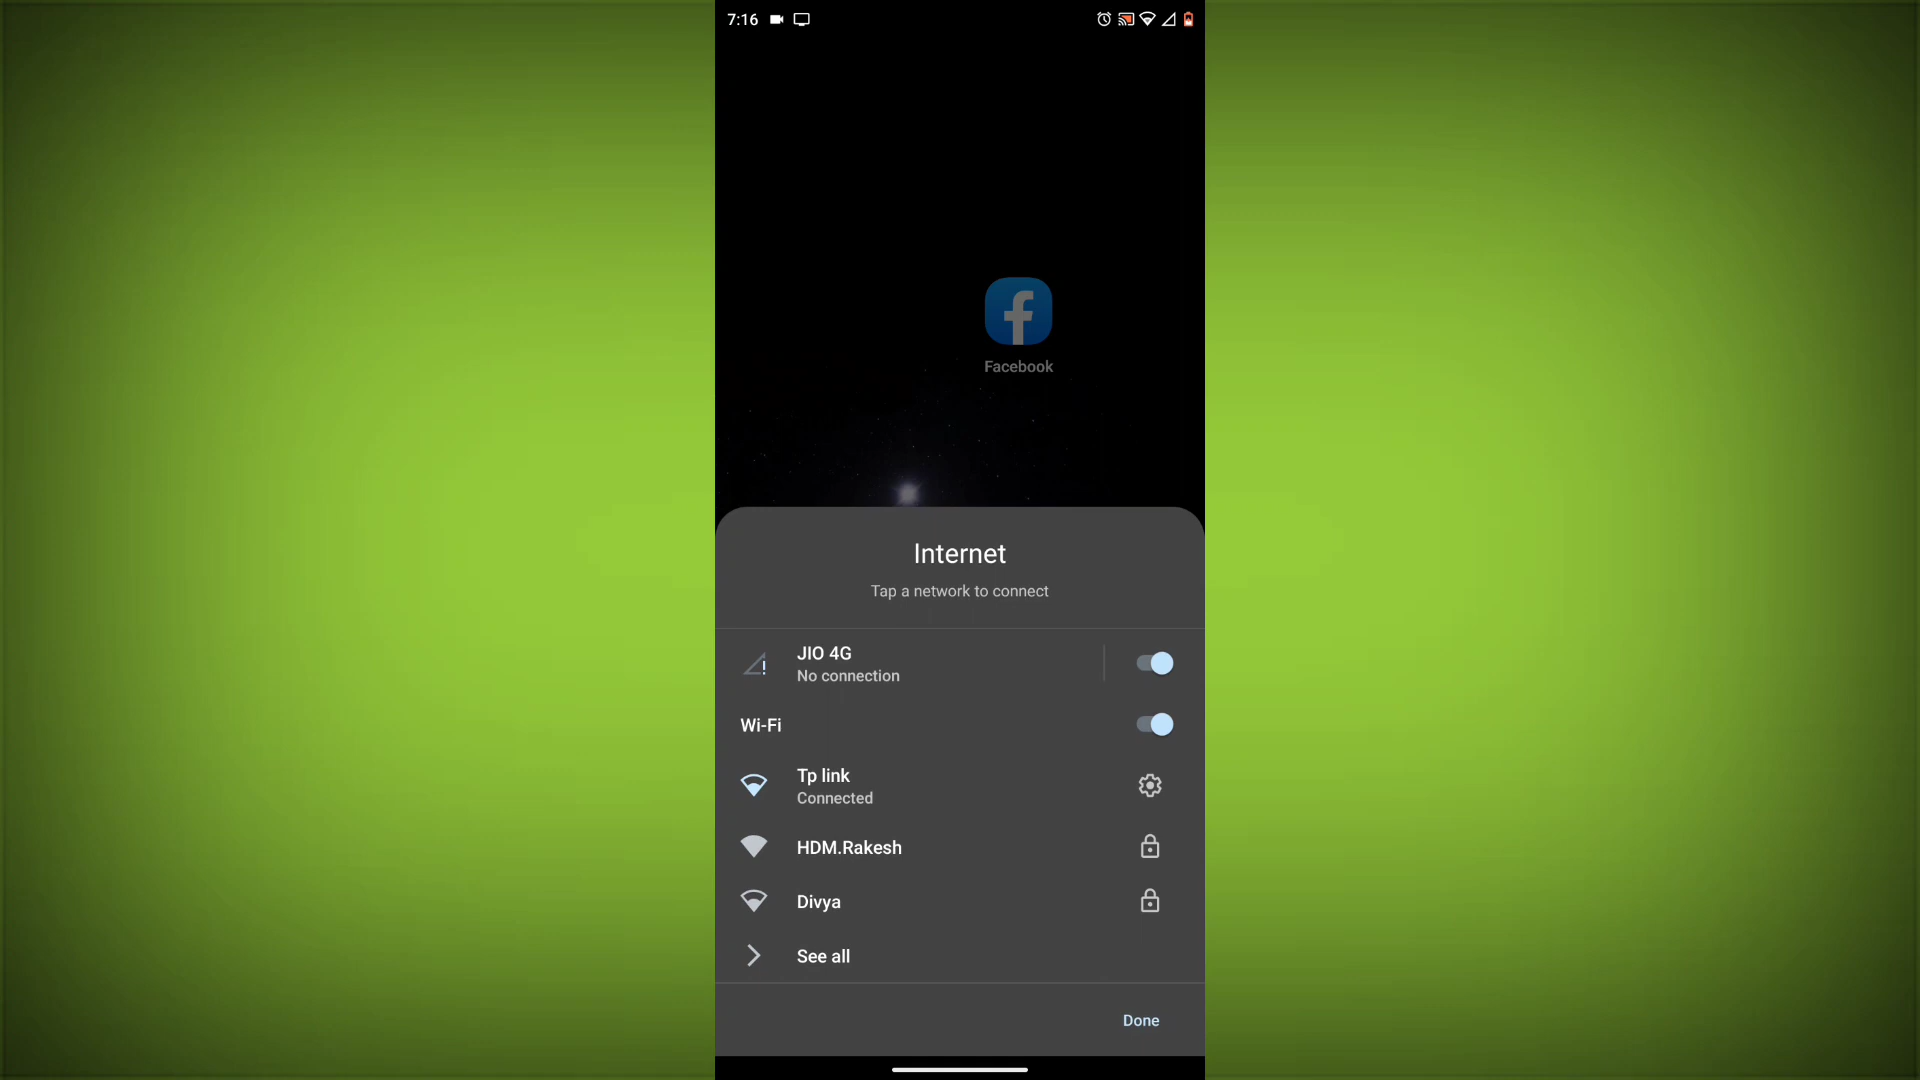 7:16
Facebook
Internet
Tap a network to connect
JIO 4G
No connection
Wi-Fi
Tp link
Connected
HDM.Rakesh
Divya
See all
Done